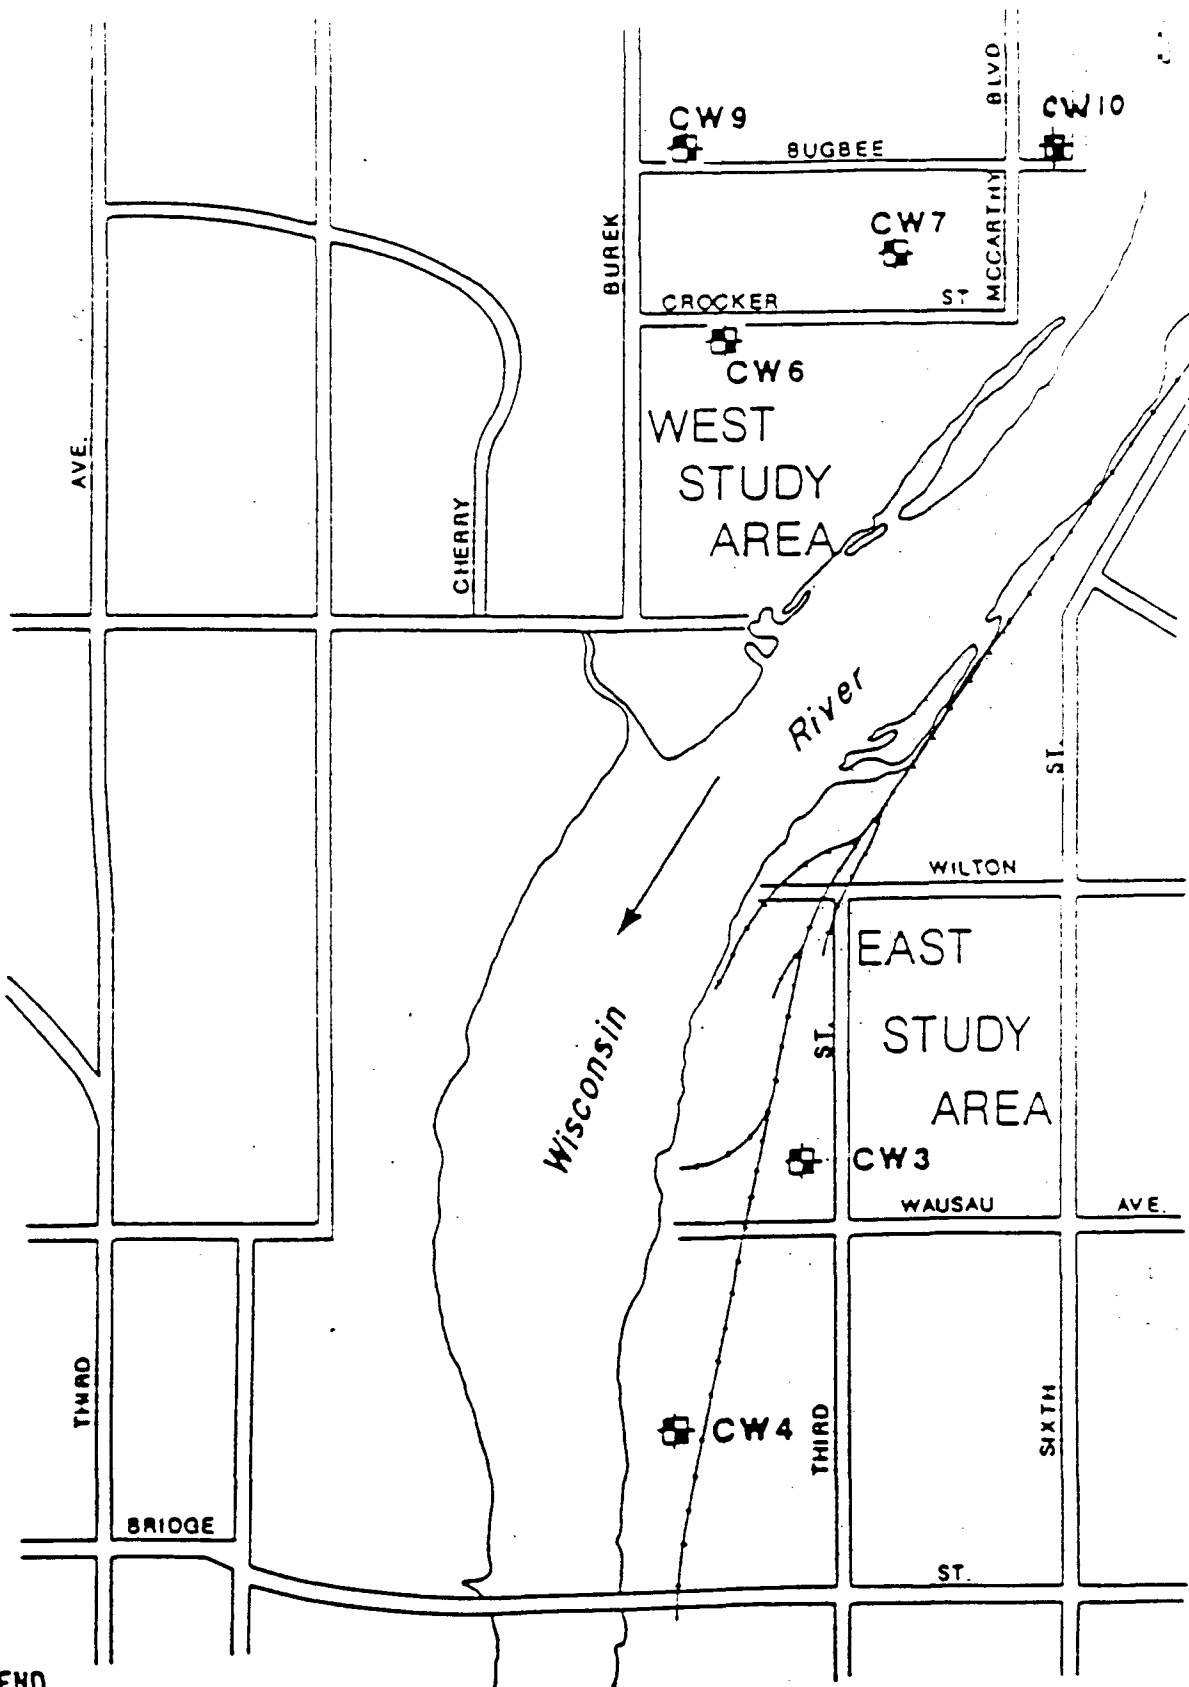 BLVD
CW10
CW9
BUGBEE
CW7
MCCARTHY
BUREK
ST
CROCKER
CW6
WEST
STUDY
AREA
AVE.
CHERRY
River
ST.
WILTON
EAST
STUDY
AREA
ST.
Wisconsin
CW3
WAUSAU
AVE.
THIRD
CW4
THIRD
SIXTH
BRIDGE
ST.